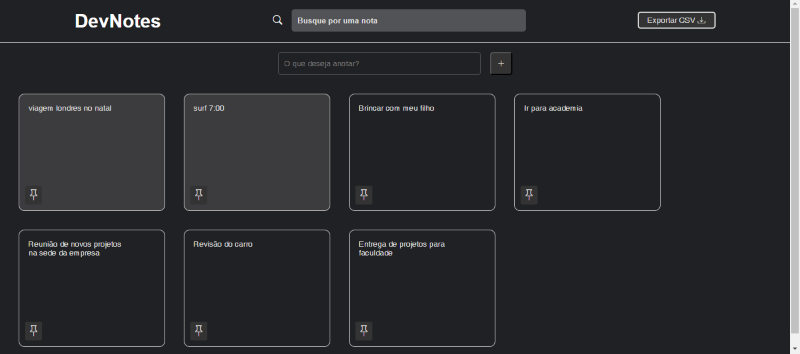 DevNotes
Busque por uma nota
Exportar CSV
O que deseja anotar?
+
viagem londres no natal
surf 7:00
Brincar com meu filho
Ir para academia
Reunião de novos projetos
na sede da empresa
Revisão do carro
Entrega de projetos para
faculdade